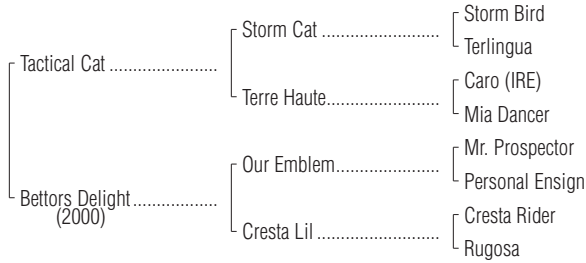 Storm Bird
Storm Cat ........................
Terlingua
Tactical Cat ......................
Caro (IRE)
Terre Haute.......................
Mia Dancer
Mr. Prospector
Our Emblem.....................
Personal Ensign
Bettors Delight .................
(2000)
Cresta Rider
Cresta Lil .........................
Rugosa